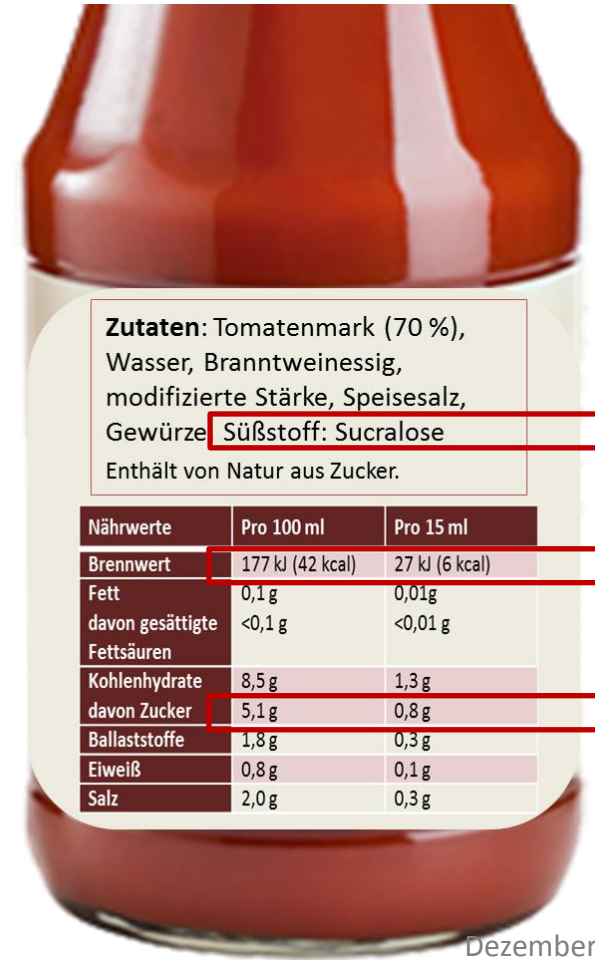 Zutaten: Tomatenmark (70 %),
Wasser, Branntweinessig,
modifizierte Stärke, Speisesalz,
Gewürze Süßstoff: Sucralose
Enthält von Natur aus Zucker.
Nährwerte Pro 100 ml Pro 15 ml
Brennwert 177 kJ (42 kcal) 27 kJ (6 kcal)
Fett 0,1 g 0,01g
davon gesättigte <0,1 g <0,01 g
Fettsäuren
Kohlenhydrate 8,5 g 1,3 g
davon Zucker 5,1 g 0,8 g
Ballaststoffe 1,8 g 0,3 g
Eiweiß 0,8 g 0,1 g
Salz 2,0 g 0,3 g
Dezember